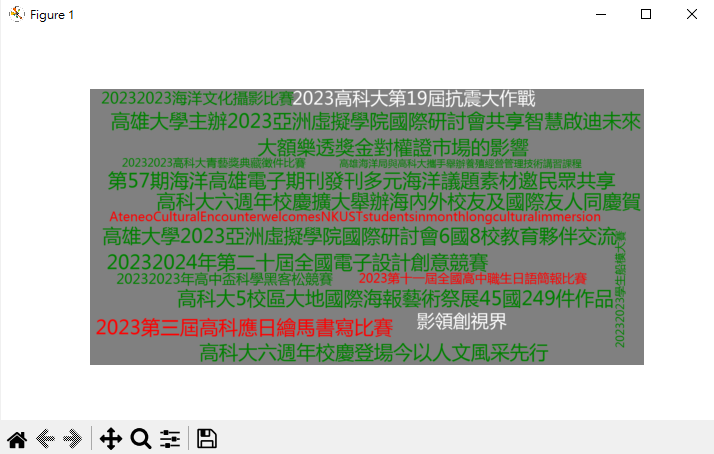 Figure 1
20232023海洋文化攝影比賽
2023高科大第19屆抗震大作戰
高雄大學主辦2023亞洲虛擬學院國際研討會共享智慧啟迪未來
大額樂透獎金對權證市場的影響
20232023高科大青藝獎典藏徵件比賽
高雄海洋局與高科大攜手舉辦養殖經營管理技術講習課程
第57期海洋高雄電子期刊發刊多元海洋議題素材邀民眾共享
高科大六週年校慶擴大舉辦海內外校友及國際友人同慶賀
AteneoCulturalEncounterwelcomesNKUSTstudentsinmonthlongculturalimmersion
高雄大學2023亞洲虛擬學院國際研討會6國8校教育夥伴交流
20232024年第二十屆全國電子設計創意競賽
20232023年高中盃科學黑客松競賽
2023第十一屆全國高中職生日語簡報比賽
高科大5校區大地國際海報藝術祭展45國249件作品
20232023學生船模大賽
2023第三屆高科應日繪馬書寫比賽
影領創視界
高科大六週年校慶登場今以人文風采先行